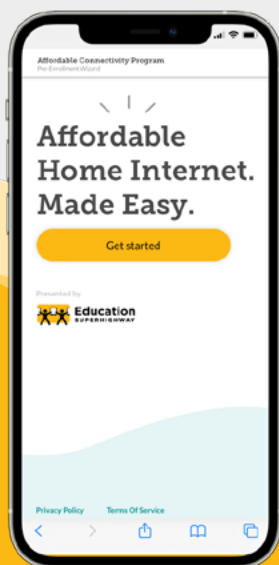 Affordable Connectivity Program
Pre-Enrollment Wizard
Affordable
Home Internet.
Made Easy.
Get started
Presented by
Education
SUPERHIGHWAY
Privacy Policy Terms Of Service